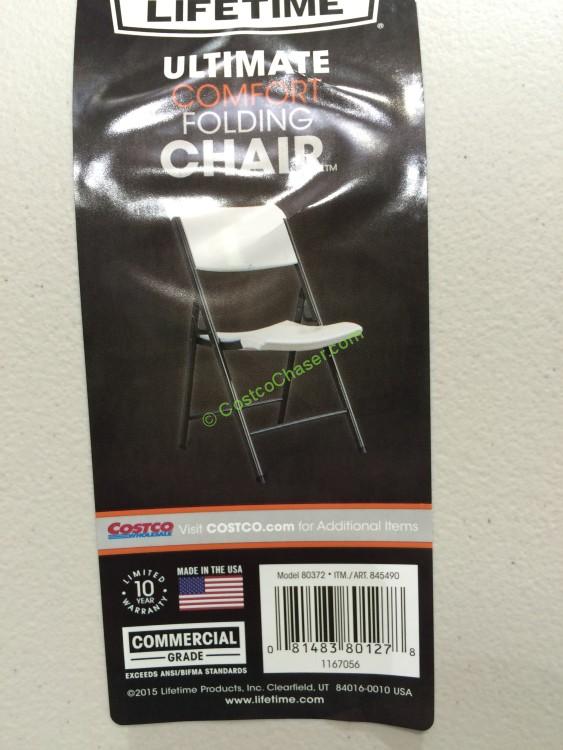 LIFETIME
®
ULTIMATE
COMFORT
FOLDING
CHAIR™
© CostcoChaser.com
COSTCO WHOLESALE Visit COSTCO.com for Additional Items
LIMITED 10 YEAR WARRANTY
MADE IN THE USA
Model 80372 • ITM./ART. 845490
0 81483 80127 8
1167056
COMMERCIAL
GRADE
EXCEEDS ANSI/BIFMA STANDARDS
©2015 Lifetime Products, Inc. Clearfield, UT 84016-0010 USA
www.lifetime.com